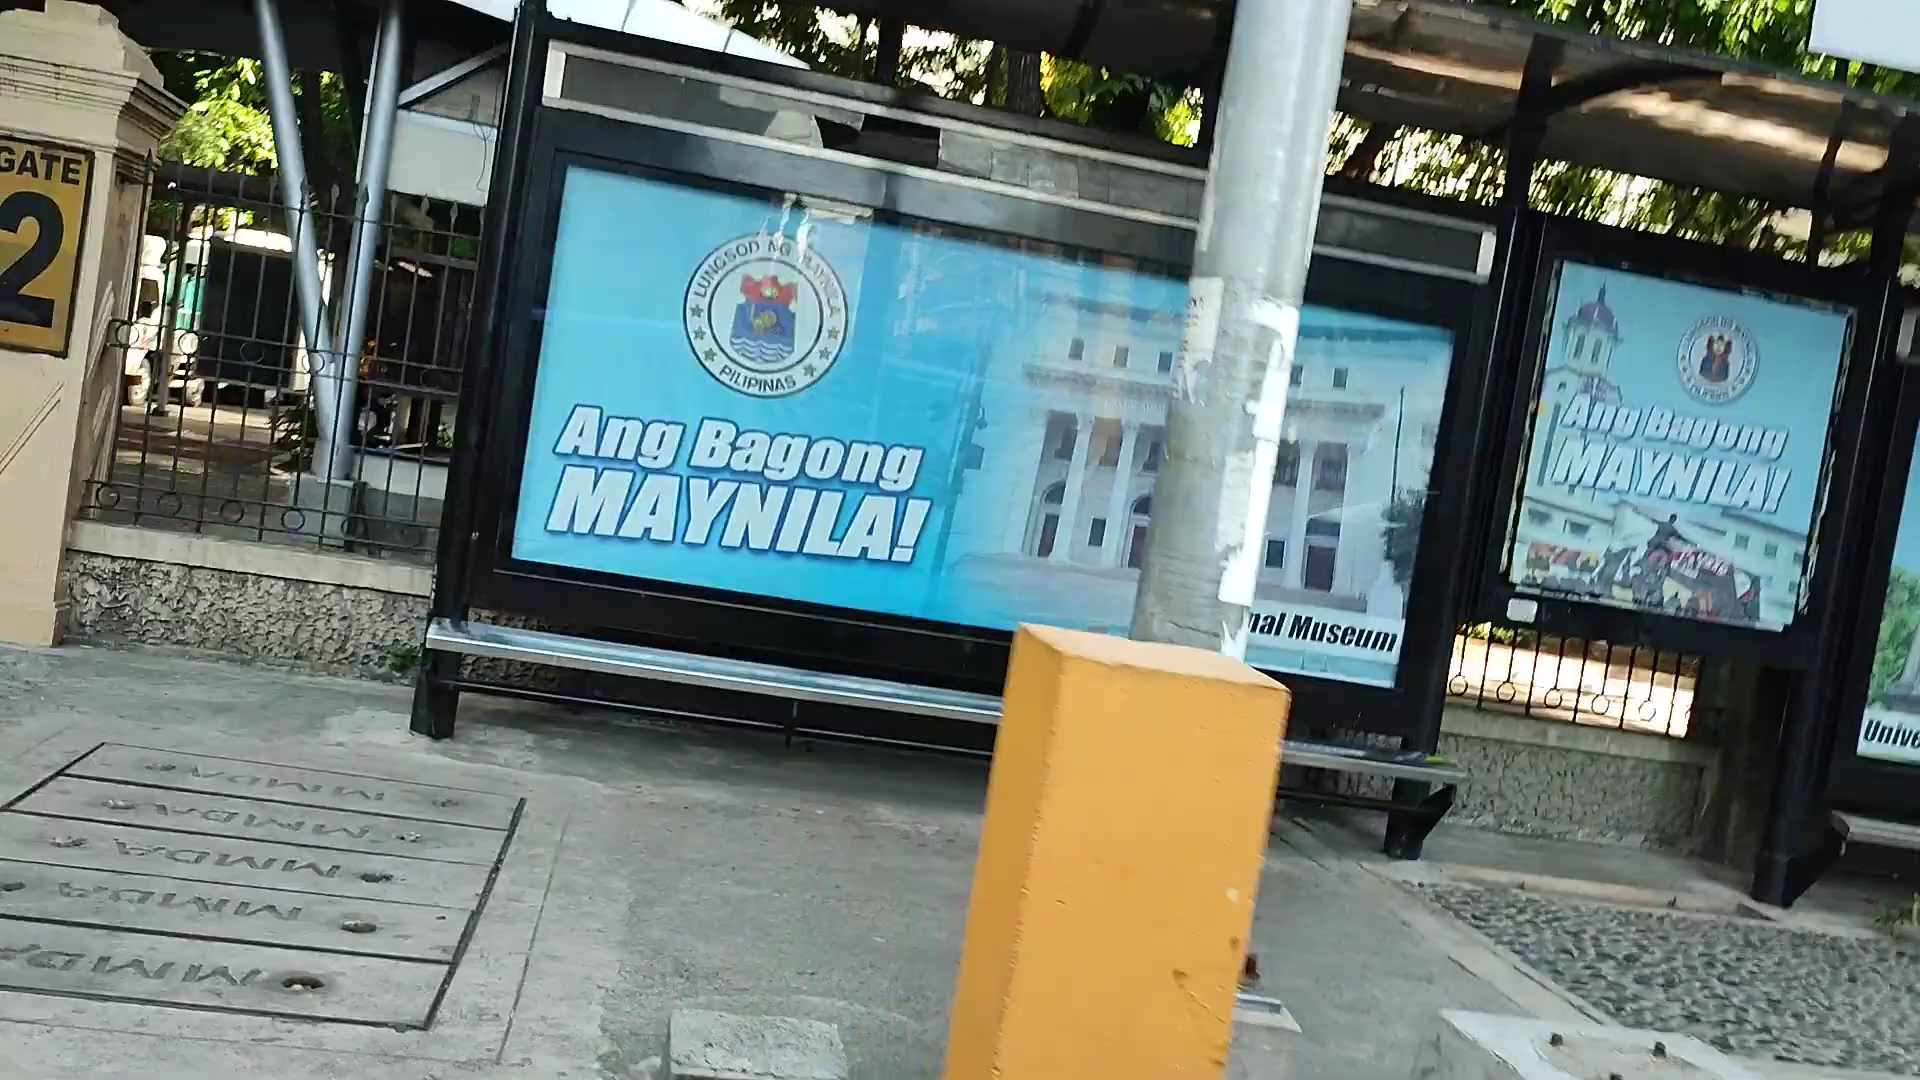 GATE
2
LUNGSOD NG MAYNILA
PILIPINAS
Ang Bagong
MAYNILA!
nal Museum
Ang Bagong
MAYNILA!
Unive
MMDA
MMDA
MMDA
MMDA
MMDA